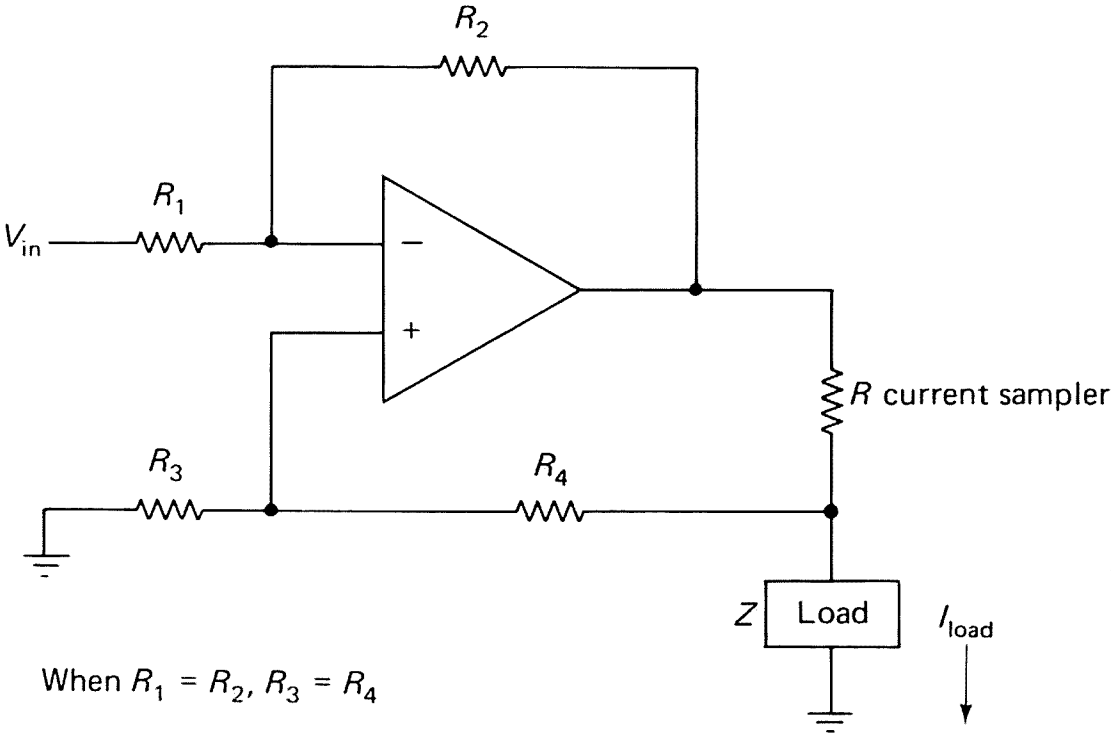 R2
R1
Vin
−
+
R current sampler
R3
R4
Z
Load
Iload
When R1 = R2, R3 = R4